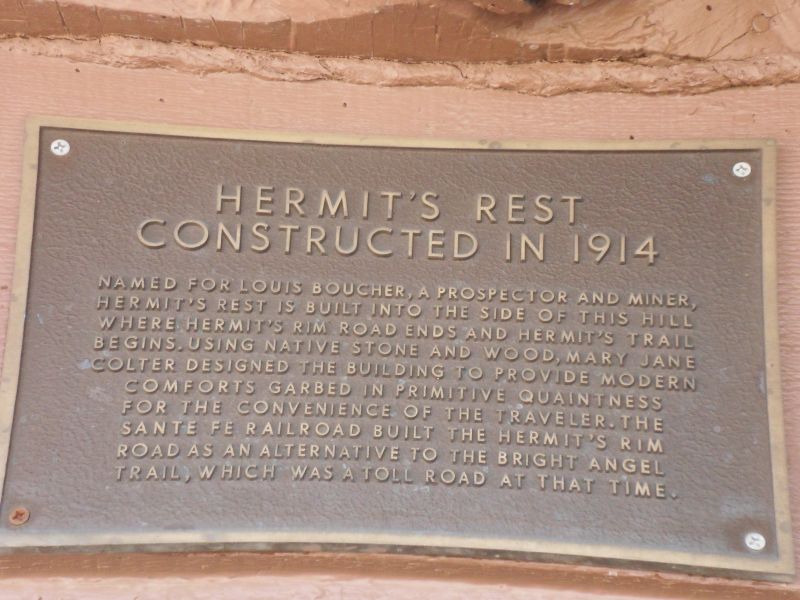 HERMIT'S REST
CONSTRUCTED IN 1914
NAMED FOR LOUIS BOUCHER, A PROSPECTOR AND MINER,
HERMIT'S REST IS BUILT INTO THE SIDE OF THIS HILL
WHERE HERMIT'S RIM ROAD ENDS AND HERMIT'S TRAIL
BEGINS. USING NATIVE STONE AND WOOD, MARY JANE
COLTER DESIGNED THE BUILDING TO PROVIDE MODERN
COMFORTS GARBED IN PRIMITIVE QUAINTNESS
FOR THE CONVENIENCE OF THE TRAVELER. THE
SANTE FE RAILROAD BUILT THE HERMIT'S RIM
ROAD AS AN ALTERNATIVE TO THE BRIGHT ANGEL
TRAIL, WHICH WAS A TOLL ROAD AT THAT TIME.